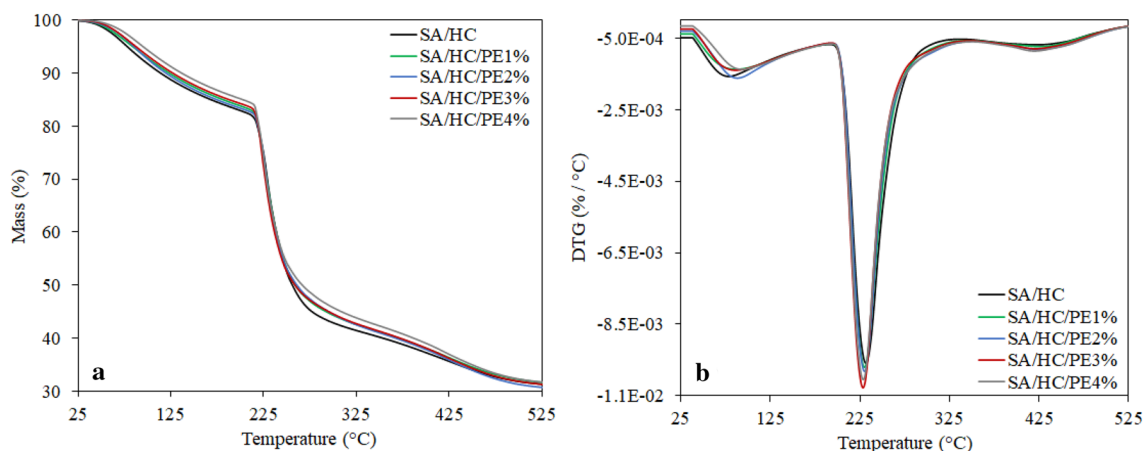 100
90
80
70
60
50
40
30
Mass (%)
SA/HC
SA/HC/PE1%
SA/HC/PE2%
SA/HC/PE3%
SA/HC/PE4%
a
25
125
225
325
425
525
Temperature (°C)
-5.0E-04
-2.5E-03
-4.5E-03
-6.5E-03
-8.5E-03
-1.1E-02
DTG (% / °C)
SA/HC
SA/HC/PE1%
SA/HC/PE2%
SA/HC/PE3%
SA/HC/PE4%
b
25
125
225
325
425
525
Temperature (°C)